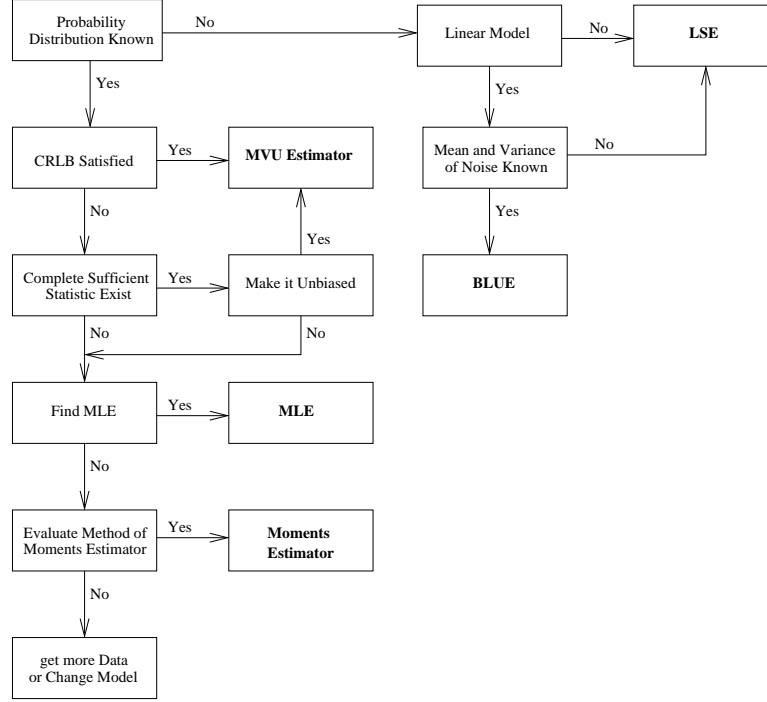 Probability
Distribution Known
No
Linear Model
No
LSE
Yes
Yes
CRLB Satisfied
Yes
MVU Estimator
Mean and Variance
of Noise Known
No
No
Yes
Yes
Complete Sufficient
Statistic Exist
Yes
Make it Unbiased
BLUE
No
No
Find MLE
Yes
MLE
No
Evaluate Method of
Moments Estimator
Yes
Moments
Estimator
No
get more Data
or Change Model